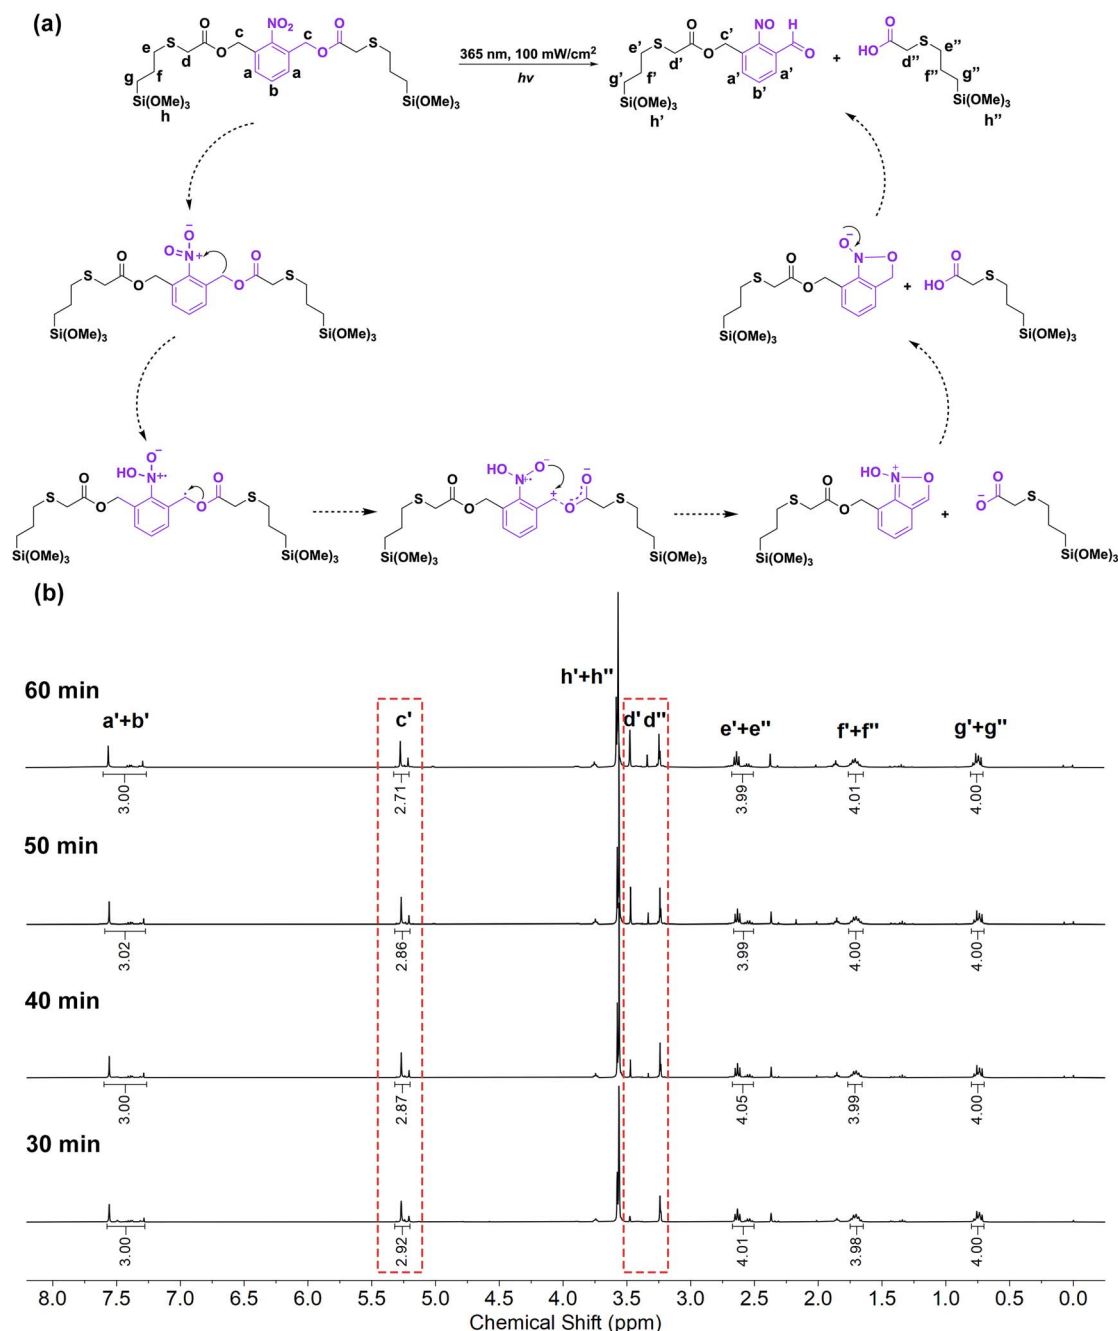 (a)
NO₂
O
O
c
c
e
S
O
O
S
d
a
a
g
f
b
Si(OMe)₃
Si(OMe)₃
h
365 nm, 100 mW/cm²
hv
NO
H
O
c'
e'
S
O
O
d'
a'
a'
g'
f'
b'
Si(OMe)₃
h'
+
O
HO
S
e''
d''
f''
g''
Si(OMe)₃
h''
O⁻
O
N⁺
O
O
S
O
O
S
Si(OMe)₃
Si(OMe)₃
O⁻
N
O
O
S
O
Si(OMe)₃
+
O
HO
S
Si(OMe)₃
O⁻
HO
N⁺·
O
O
S
O
O
S
Si(OMe)₃
Si(OMe)₃
HO
O⁻
N⁺·
O
O⁻
S
O
O
S
Si(OMe)₃
Si(OMe)₃
HO
N⁺
O
O
S
O
Si(OMe)₃
+
O
O⁻
S
Si(OMe)₃
(b)
60 min
a'+b'
c'
h'+h''
d' d''
e'+e''
f'+f''
g'+g''
3.00
2.71
3.99
4.01
4.00
50 min
3.02
2.86
3.99
4.00
4.00
40 min
3.00
2.87
4.05
3.99
4.00
30 min
3.00
2.92
4.01
3.98
4.00
8.0 7.5 7.0 6.5 6.0 5.5 5.0 4.5 4.0 3.5 3.0 2.5 2.0 1.5 1.0 0.5 0.0
Chemical Shift (ppm)